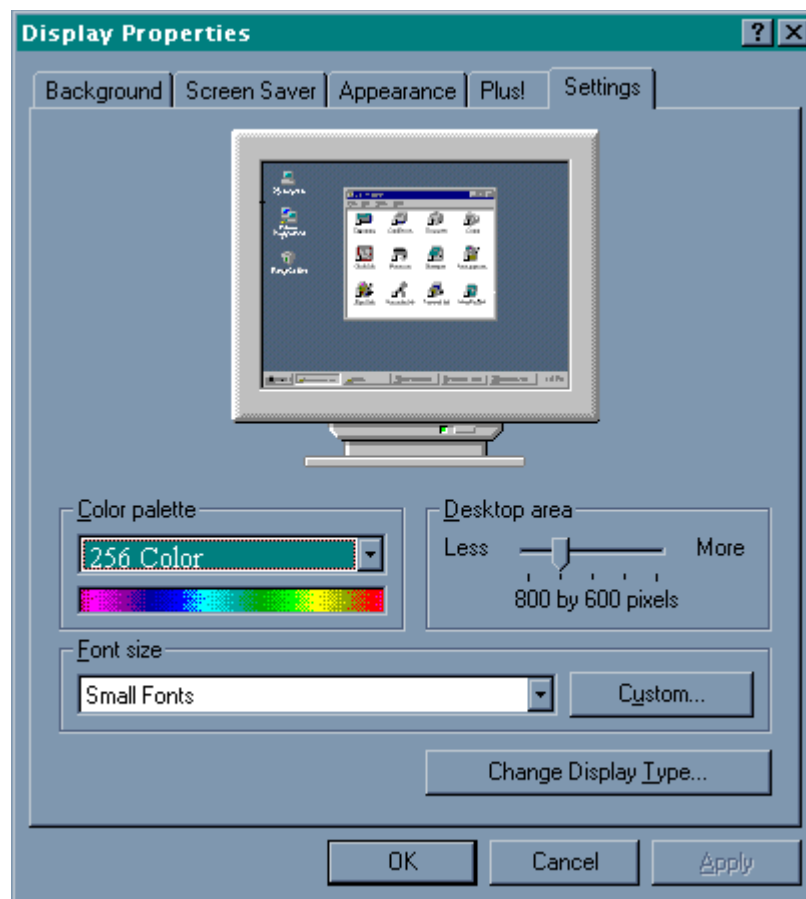 Display Properties
Background Screen Saver Appearance Plus! Settings
Color palette
256 Color
Desktop area
Less More
800 by 600 pixels
Font size
Small Fonts
Custom...
Change Display Type...
OK Cancel Apply